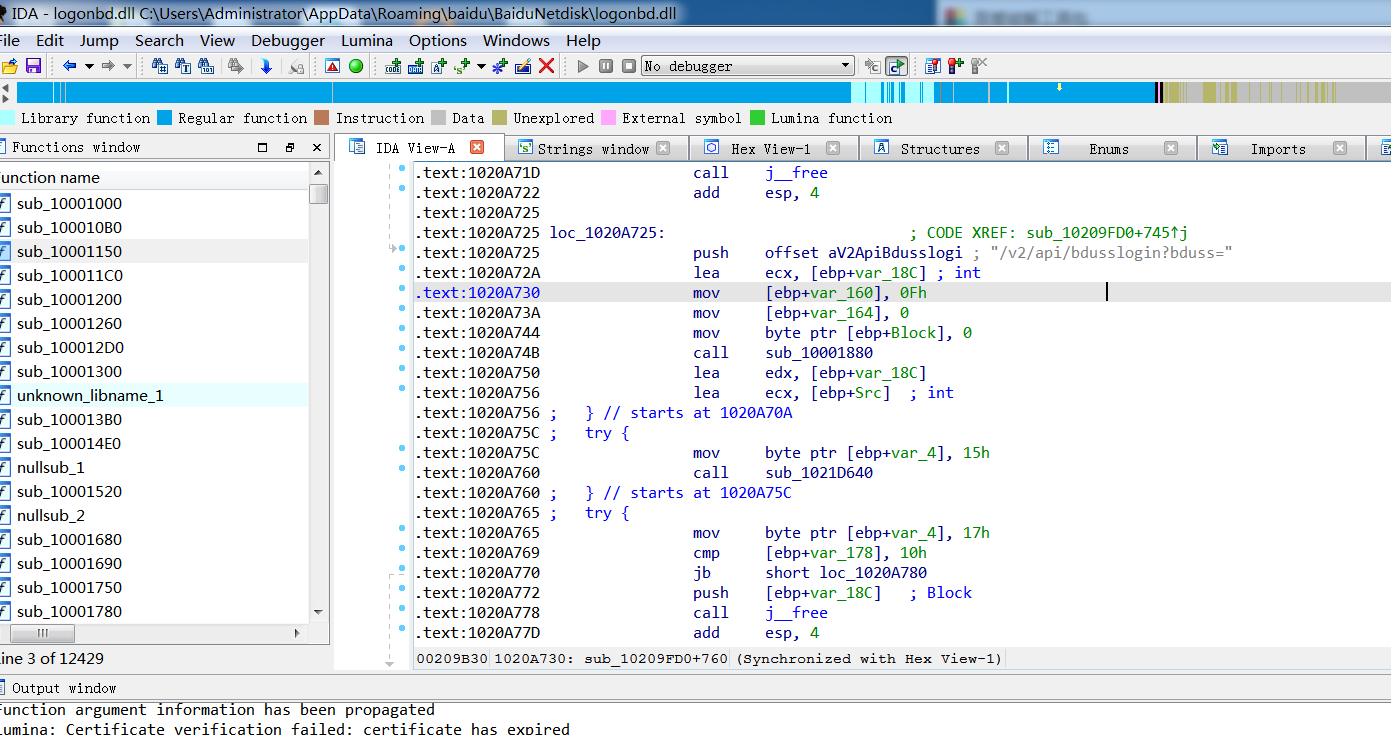 IDA - logonbd.dll C:\Users\Administrator\AppData\Roaming\baidu\BaiduNetdisk\logonbd.dll
File Edit Jump Search View Debugger Lumina Options Windows Help
No debugger
Library function Regular function Instruction Data Unexplored External symbol Lumina function
Functions window
IDA View-A Strings window Hex View-1 Structures Enums Imports
unction name
sub_10001000
sub_100010B0
sub_10001150
sub_100011C0
sub_10001200
sub_10001260
sub_100012D0
sub_10001300
unknown_libname_1
sub_100013B0
sub_100014E0
nullsub_1
sub_10001520
nullsub_2
sub_10001680
sub_10001690
sub_10001750
sub_10001780
ine 3 of 12429
.text:1020A71D call j__free
.text:1020A722 add esp, 4
.text:1020A725
.text:1020A725 loc_1020A725: ; CODE XREF: sub_10209FD0+745↑j
.text:1020A725 push offset aV2ApiBdusslogi ; "/v2/api/bdusslogin?bduss="
.text:1020A72A lea ecx, [ebp+var_18C] ; int
.text:1020A730 mov [ebp+var_160], 0Fh
.text:1020A73A mov [ebp+var_164], 0
.text:1020A744 mov byte ptr [ebp+Block], 0
.text:1020A74B call sub_10001880
.text:1020A750 lea edx, [ebp+var_18C]
.text:1020A756 lea ecx, [ebp+Src] ; int
.text:1020A756 ; } // starts at 1020A70A
.text:1020A75C ; try {
.text:1020A75C mov byte ptr [ebp+var_4], 15h
.text:1020A760 call sub_1021D640
.text:1020A760 ; } // starts at 1020A75C
.text:1020A765 ; try {
.text:1020A765 mov byte ptr [ebp+var_4], 17h
.text:1020A769 cmp [ebp+var_178], 10h
.text:1020A770 jb short loc_1020A780
.text:1020A772 push [ebp+var_18C] ; Block
.text:1020A778 call j__free
.text:1020A77D add esp, 4
00209B30 1020A730: sub_10209FD0+760 (Synchronized with Hex View-1)
Output window
Function argument information has been propagated
Lumina: Certificate verification failed: certificate has expired